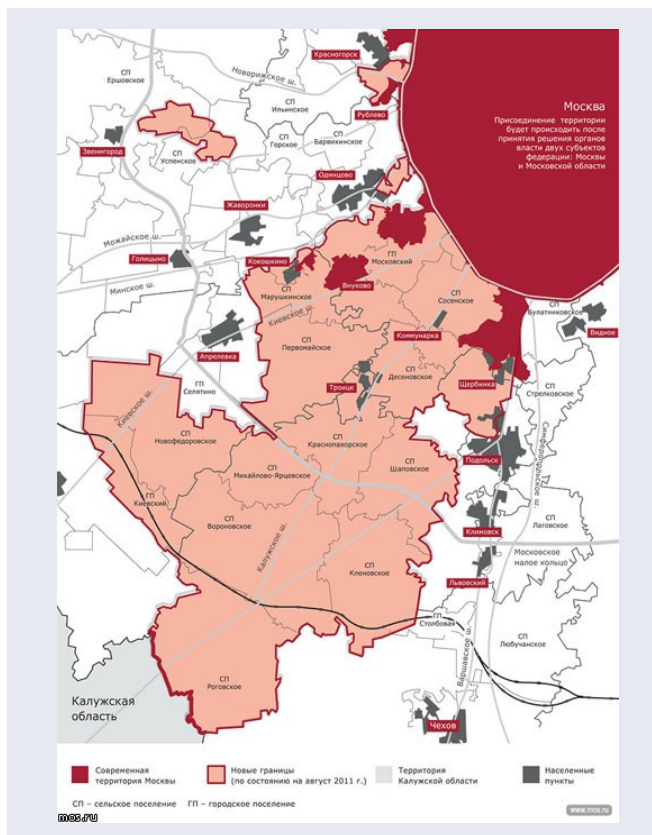 Красногорск
СП
Ершовское
Новорижское ш.
СП
Ильинское
Рублево
Москва
Присоединение территории
будет происходить после
принятия решения органов
власти двух субъектов
федерации: Москвы
и Московской области
Звенигород
СП
Успенское
СП
Горское
СП
Барвихинское
Одинцово
Жаворонки
Можайское ш.
Голицыно
Кокошкино
ГП
Московский
Минское ш.
СП
Марушкинское
Внуково
СП
Сосенское
СП
Булатниковское
Видное
Киевское ш.
Апрелевка
СП
Первомайское
Коммунарка
Троицк
СП
Десеновское
Щербинка
СП
Стрелковское
ГП
Селятино
Киевское ш.
СП
Новофедоровское
СП
Краснопахорское
Симферопольское ш.
СП
Михайлово-Ярцевское
СП
Щаповское
Подольск
ГП
Киевский
СП
Вороновское
Калужское ш.
Климовск
СП
Лаговское
Московское
малое кольцо
СП
Кленовское
Львовский
ГП
Столбовая
Варшавское ш.
СП
Любучанское
СП
Роговское
Калужская
область
Чехов
Современная
территория Москвы
Новые границы
(по состоянию на август 2011 г.)
Территория
Калужской области
Населенные
пункты
СП – сельское поселение ГП – городское поселение
www.mos.ru
mos.ru